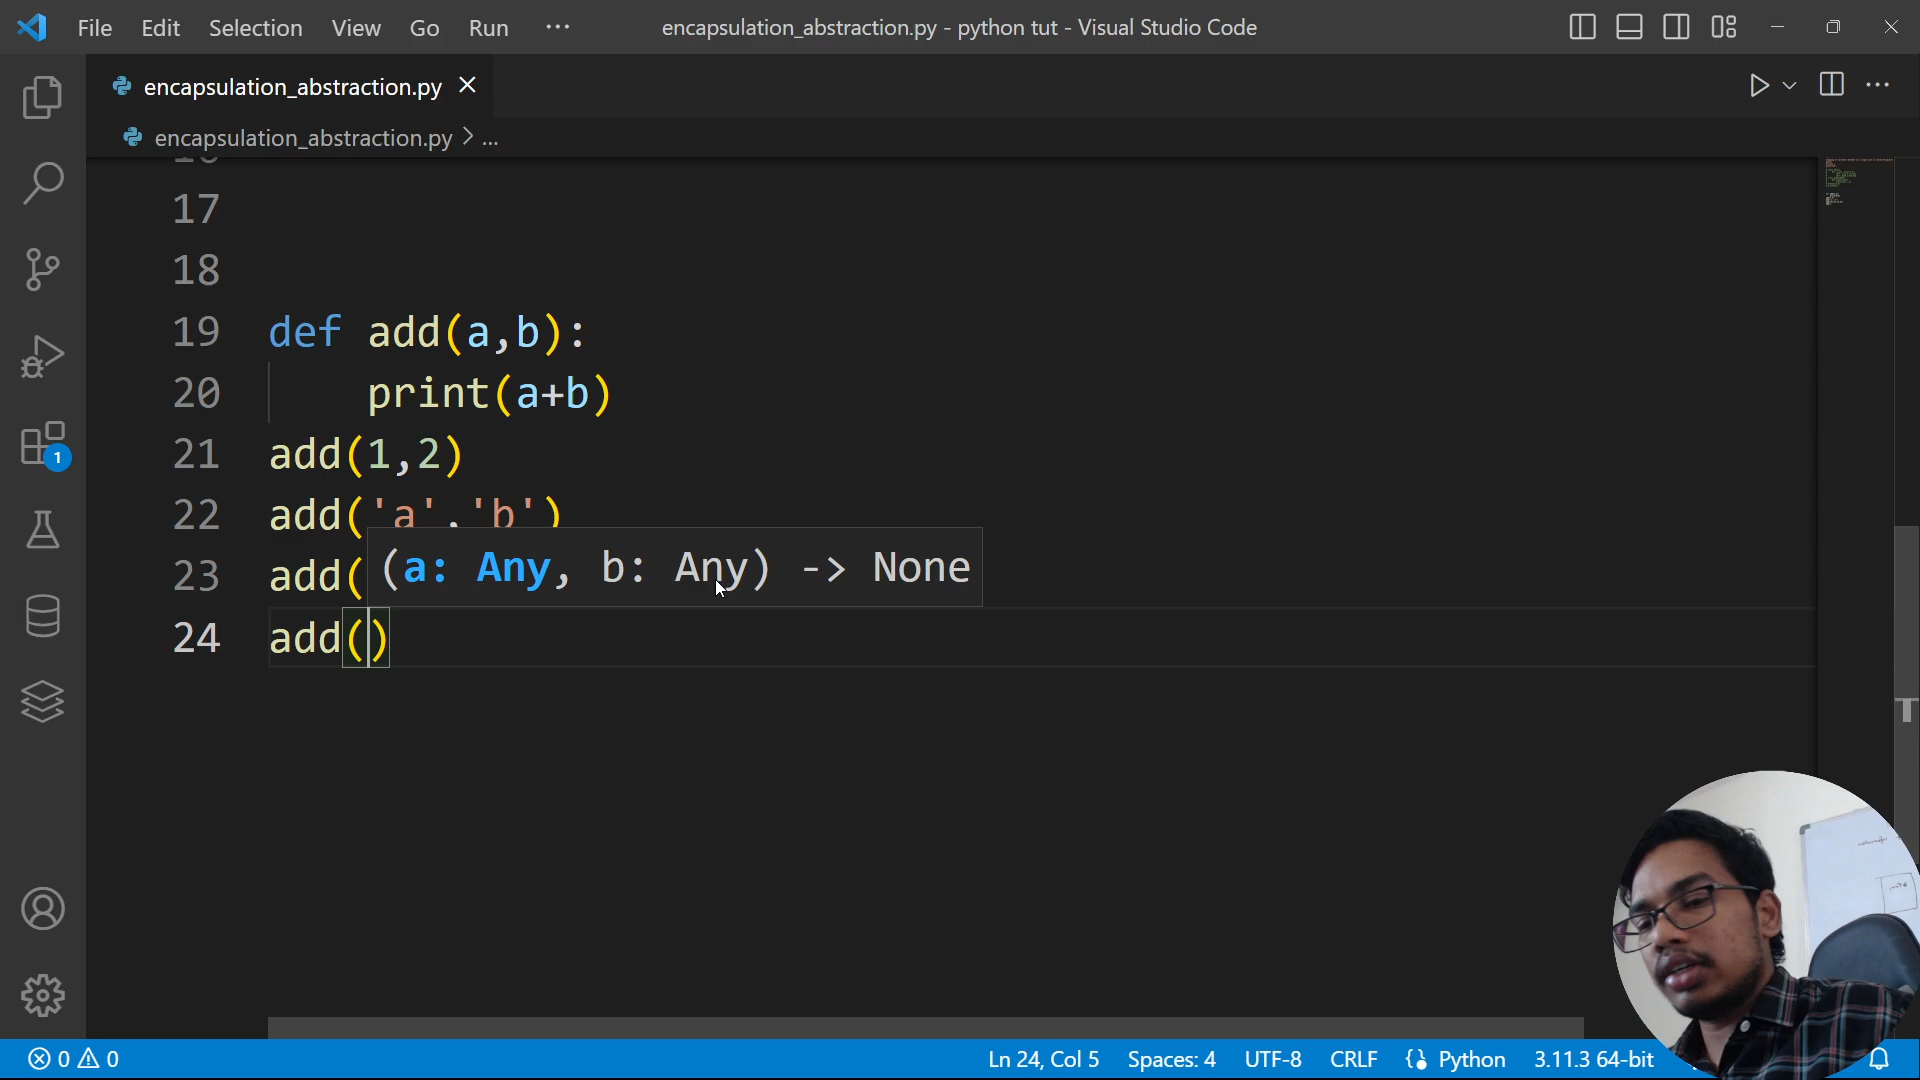 File Edit Selection View Go Run ··· encapsulation_abstraction.py - python tut - Visual Studio Code
encapsulation_abstraction.py
encapsulation_abstraction.py > ...
17
18
19 def add(a,b):
20 print(a+b)
21 add(1,2)
22 add('a','b')
23 add( (a: Any, b: Any) -> None
24 add()
1
0 0 Ln 24, Col 5 Spaces: 4 UTF-8 CRLF Python 3.11.3 64-bit